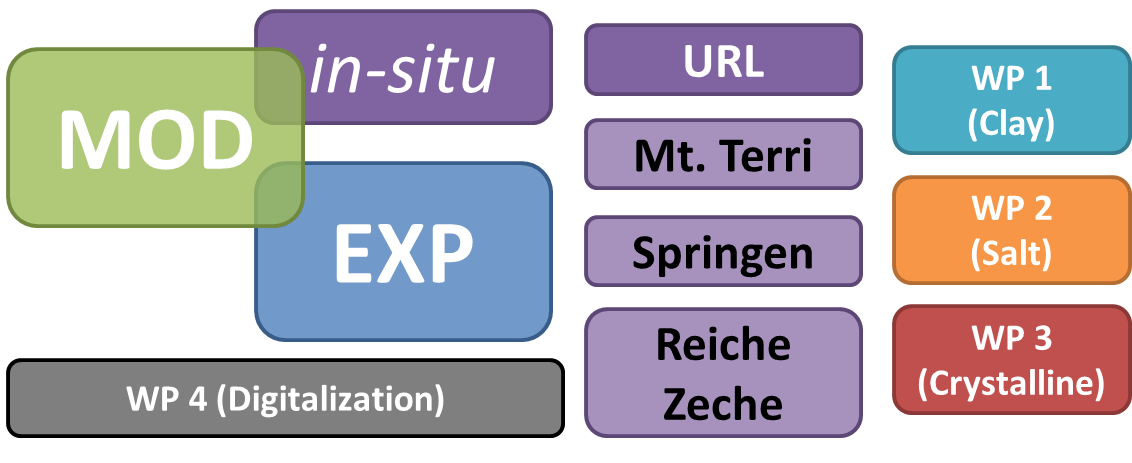 in-situ
MOD
EXP
WP 4 (Digitalization)
URL
Mt. Terri
Springen
Reiche
Zeche
WP 1
(Clay)
WP 2
(Salt)
WP 3
(Crystalline)